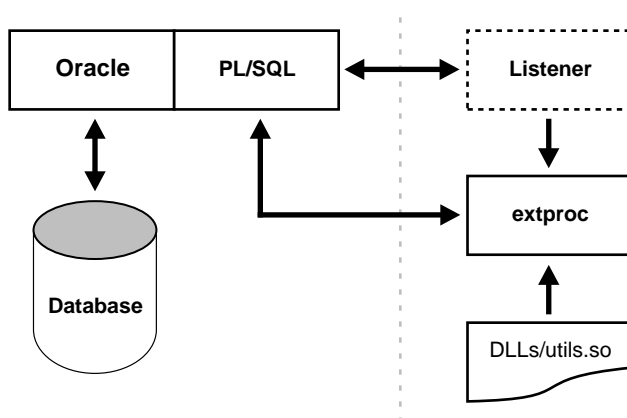 Oracle
PL/SQL
Listener
extproc
Database
DLLs/utils.so